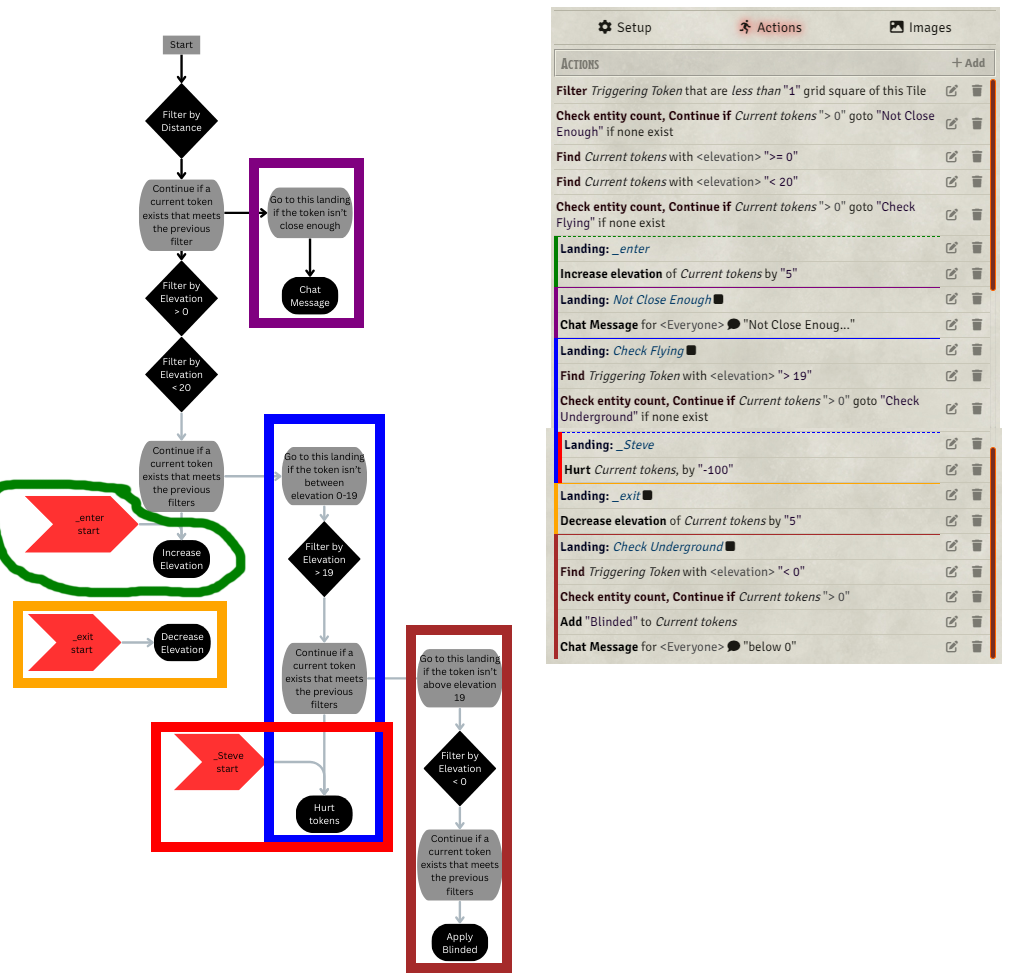 Start
Filter by
Distance
Continue if a
current token
exists that meets
the previous
filter
Go to this landing
if the token isn't
close enough
Chat
Message
Filter by
Elevation
> 0
Filter by
Elevation
< 20
Continue if a
current token
exists that meets
the previous
filters
Go to this landing
if the token isn't
between
elevation 0-19
_enter
start
Increase
Elevation
Filter by
Elevation
> 19
_exit
start
Decrease
Elevation
Continue if a
current token
exists that meets
the previous
filters
Go to this landing
if the token isn't
above elevation
19
_Steve
start
Hurt
tokens
Filter by
Elevation
< 0
Continue if a
current token
exists that meets
the previous
filters
Apply
Blinded
Setup
Actions
Images
Actions
+ Add
Filter Triggering Token that are less than "1" grid square of this Tile
Check entity count, Continue if Current tokens "> 0" goto "Not Close
Enough" if none exist
Find Current tokens with <elevation> ">= 0"
Find Current tokens with <elevation> "< 20"
Check entity count, Continue if Current tokens "> 0" goto "Check
Flying" if none exist
Landing: _enter
Increase elevation of Current tokens by "5"
Landing: Not Close Enough
Chat Message for <Everyone> "Not Close Enoug..."
Landing: Check Flying
Find Triggering Token with <elevation> "> 19"
Check entity count, Continue if Current tokens "> 0" goto "Check
Underground" if none exist
Landing: _Steve
Hurt Current tokens, by "-100"
Landing: _exit
Decrease elevation of Current tokens by "5"
Landing: Check Underground
Find Triggering Token with <elevation> "< 0"
Check entity count, Continue if Current tokens "> 0"
Add "Blinded" to Current tokens
Chat Message for <Everyone> "below 0"